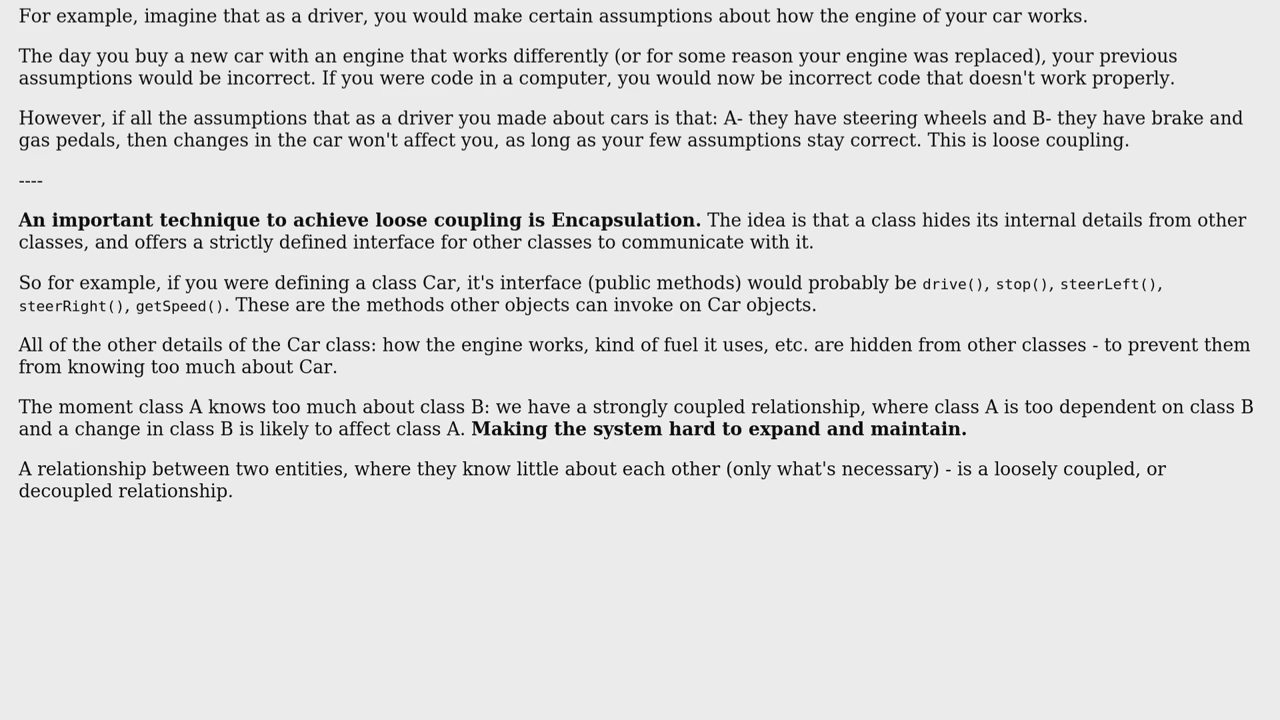 For example, imagine that as a driver, you would make certain assumptions about how the engine of your car works.
The day you buy a new car with an engine that works differently (or for some reason your engine was replaced), your previous
assumptions would be incorrect. If you were code in a computer, you would now be incorrect code that doesn't work properly.
However, if all the assumptions that as a driver you made about cars is that: A- they have steering wheels and B- they have brake and
gas pedals, then changes in the car won't affect you, as long as your few assumptions stay correct. This is loose coupling.
----
An important technique to achieve loose coupling is Encapsulation. The idea is that a class hides its internal details from other
classes, and offers a strictly defined interface for other classes to communicate with it.
So for example, if you were defining a class Car, it's interface (public methods) would probably be drive(), stop(), steerLeft(),
steerRight(), getSpeed(). These are the methods other objects can invoke on Car objects.
All of the other details of the Car class: how the engine works, kind of fuel it uses, etc. are hidden from other classes - to prevent them
from knowing too much about Car.
The moment class A knows too much about class B: we have a strongly coupled relationship, where class A is too dependent on class B
and a change in class B is likely to affect class A. Making the system hard to expand and maintain.
A relationship between two entities, where they know little about each other (only what's necessary) - is a loosely coupled, or
decoupled relationship.